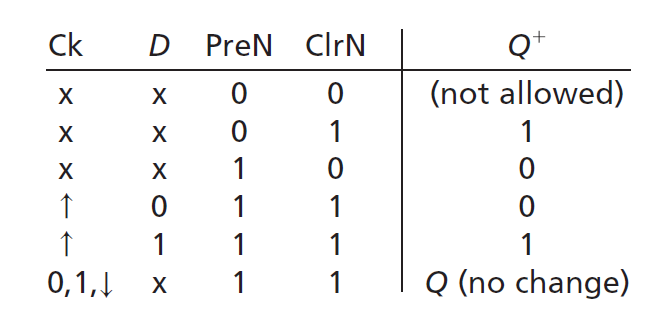 Ck D PreN ClrN Q⁺
x x 0 0 (not allowed)
x x 0 1 1
x x 1 0 0
↑ 0 1 1 0
↑ 1 1 1 1
0,1,↓ x 1 1 Q (no change)